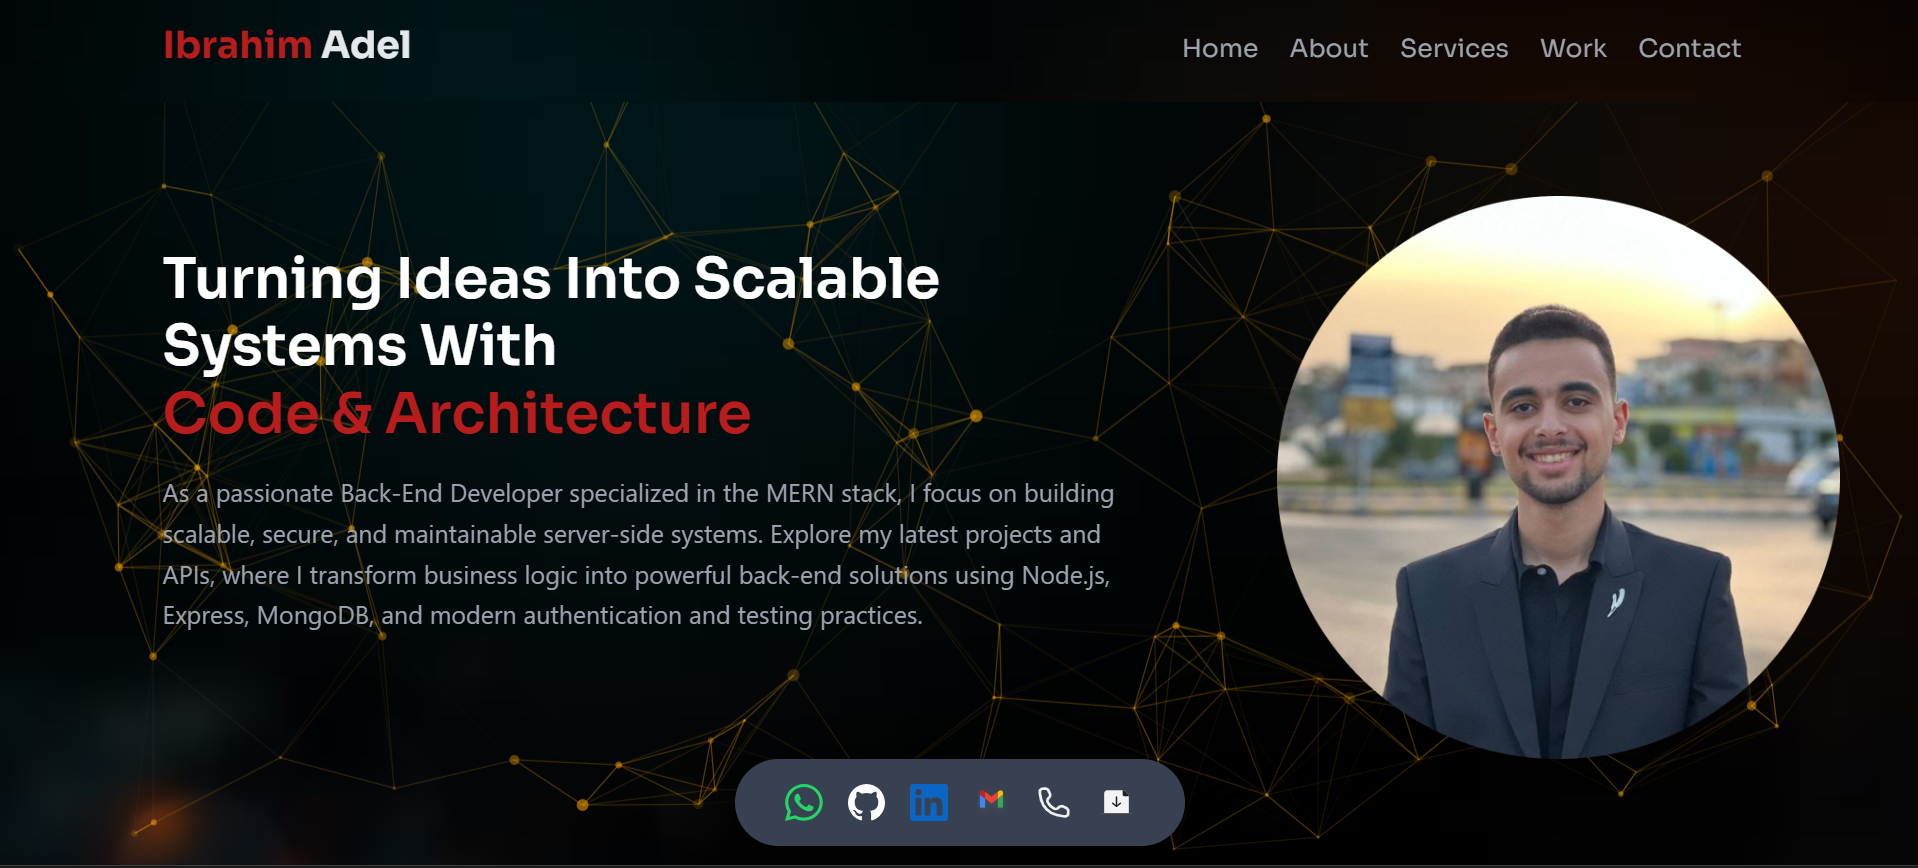 Ibrahim Adel
Home About Services Work Contact
Turning Ideas Into Scalable
Systems With
Code & Architecture
As a passionate Back-End Developer specialized in the MERN stack, I focus on building
scalable, secure, and maintainable server-side systems. Explore my latest projects and
APIs, where I transform business logic into powerful back-end solutions using Node.js,
Express, MongoDB, and modern authentication and testing practices.
in